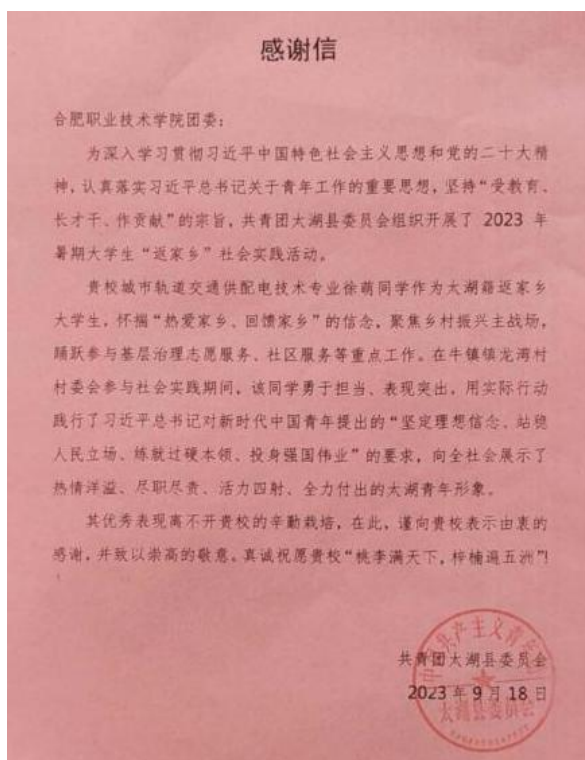 感谢信
合肥职业技术学院团委：
为深入学习贯彻习近平中国特色社会主义思想和党的二十大精
神，认真落实习近平总书记关于青年工作的重要思想，坚持“受教育、
长才干、作贡献”的宗旨，共青团太湖县委员会组织开展了 2023 年
暑期大学生“返家乡”社会实践活动。
贵校城市轨道交通供配电技术专业徐萌同学作为太湖籍返家乡
大学生，怀揣“热爱家乡、回馈家乡”的信念，聚焦乡村振兴主战场，
踊跃参与基层治理志愿服务、社区服务等重点工作。在牛镇镇龙湾村
村委会参与社会实践期间，该同学勇于担当、表现突出，用实际行动
践行了习近平总书记对新时代中国青年提出的“坚定理想信念、站稳
人民立场、练就过硬本领、投身强国伟业”的要求，向全社会展示了
热情洋溢、尽职尽责、活力四射、全力付出的太湖青年形象。
其优秀表现离不开贵校的辛勤栽培，在此，谨向贵校表示由衷的
感谢，并致以崇高的敬意。真诚祝愿贵校“桃李满天下，梓楠遍五洲”！
共青团太湖县委员会
2023 年 9 月 18 日
太湖县委员会